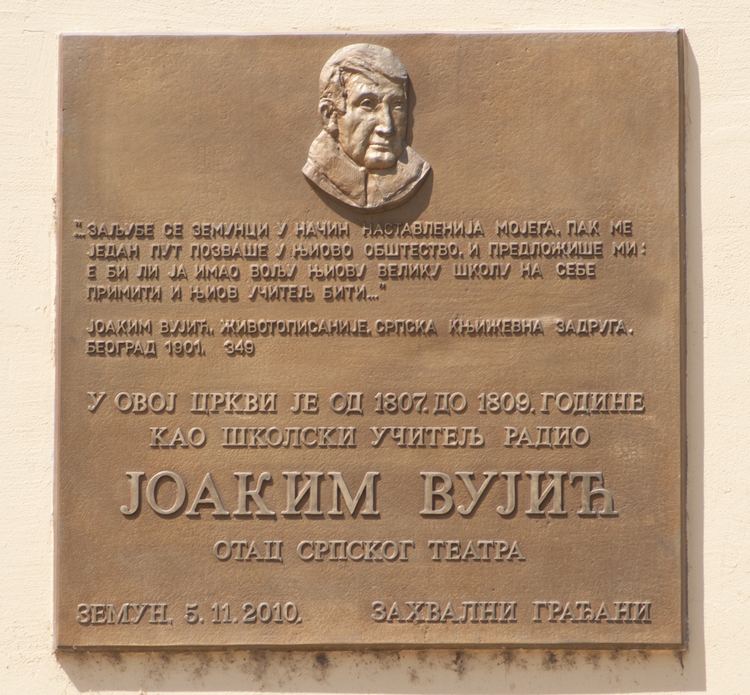 „...ЗАЉУБЕ СЕ ЗЕМУНЦИ У НАЧИН НАСТАВЛЕНИЈА МОЈЕГА, ПАК МЕ
ЈЕДАН ПУТ ПОЗВАШЕ У ЊИОВО ОБШТЕСТВО, И ПРЕДЛОЖИШЕ МИ:
Е БИ ЛИ ЈА ИМАО ВОЉУ ЊИОВУ ВЕЛИКУ ШКОЛУ НА СЕБЕ
ПРИМИТИ И ЊИОВ УЧИТЕЉ БИТИ...”
ЈОАКИМ ВУЈИЋ, ЖИВОТОПИСАНИЈЕ, СРПСКА КЊИЖЕВНА ЗАДРУГА,
БЕОГРАД 1901. 349
У ОВОЈ ЦРКВИ ЈЕ ОД 1807. ДО 1809. ГОДИНЕ
КАО ШКОЛСКИ УЧИТЕЉ РАДИО
ЈОАКИМ ВУЈИЋ
ОТАЦ СРПСКОГ ТЕАТРА
ЗЕМУН, 5. 11. 2010. ЗАХВАЛНИ ГРАЂАНИ